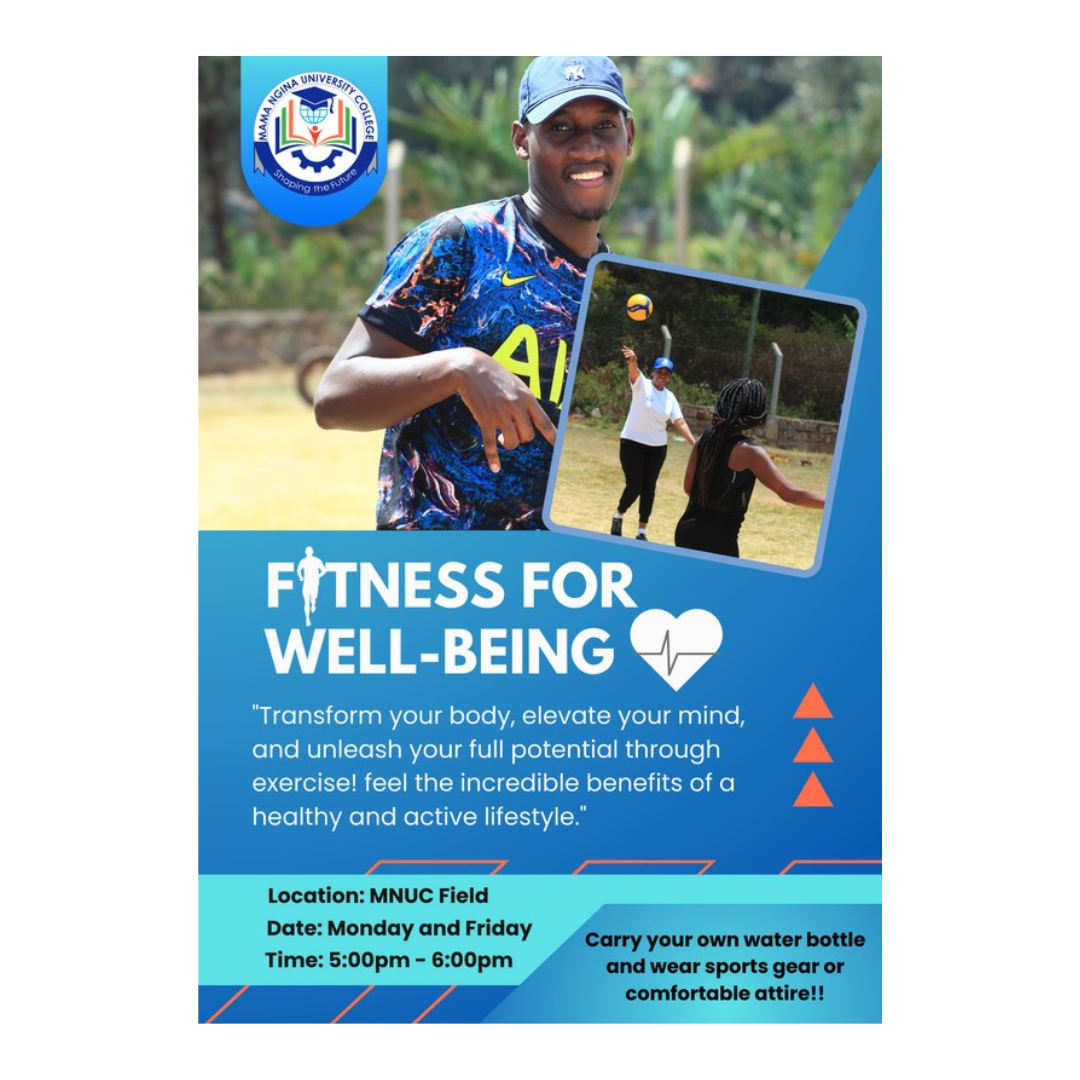 MAMA NGINA UNIVERSITY COLLEGE
Shaping the Future
NY
AI
FITNESS FOR
WELL-BEING
"Transform your body, elevate your mind,
and unleash your full potential through
exercise! feel the incredible benefits of a
healthy and active lifestyle."
Location: MNUC Field
Date: Monday and Friday
Time: 5:00pm - 6:00pm
Carry your own water bottle
and wear sports gear or
comfortable attire!!